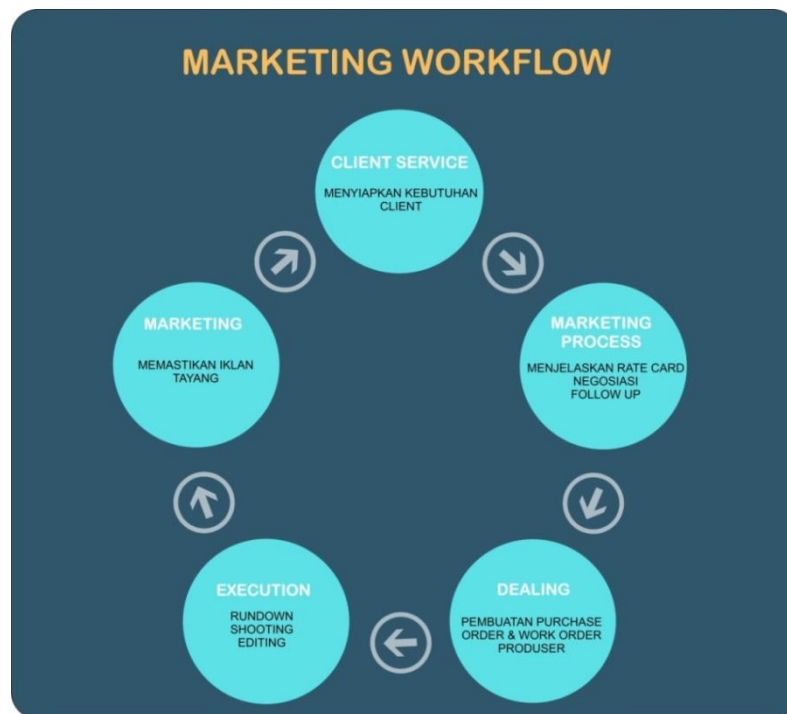 MARKETING WORKFLOW
CLIENT SERVICE
MENYIAPKAN KEBUTUHAN
CLIENT
MARKETING
PROCESS
MENJELASKAN RATE CARD
NEGOSIASI
FOLLOW UP
DEALING
PEMBUATAN PURCHASE
ORDER & WORK ORDER
PRODUSER
EXECUTION
RUNDOWN
SHOOTING
EDITING
MARKETING
MEMASTIKAN IKLAN
TAYANG